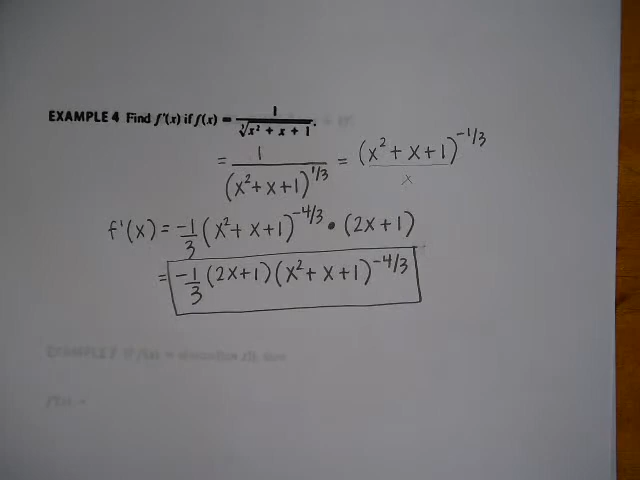 EXAMPLE 4 Find f'(x) if f(x) = 1/∛(x² + x + 1).
= 1/(x²+x+1)^1/3 = (x²+x+1)^-1/3
x
f'(x) = -1/3 (x²+x+1)^-4/3 • (2x+1)
= -1/3 (2x+1)(x²+x+1)^-4/3